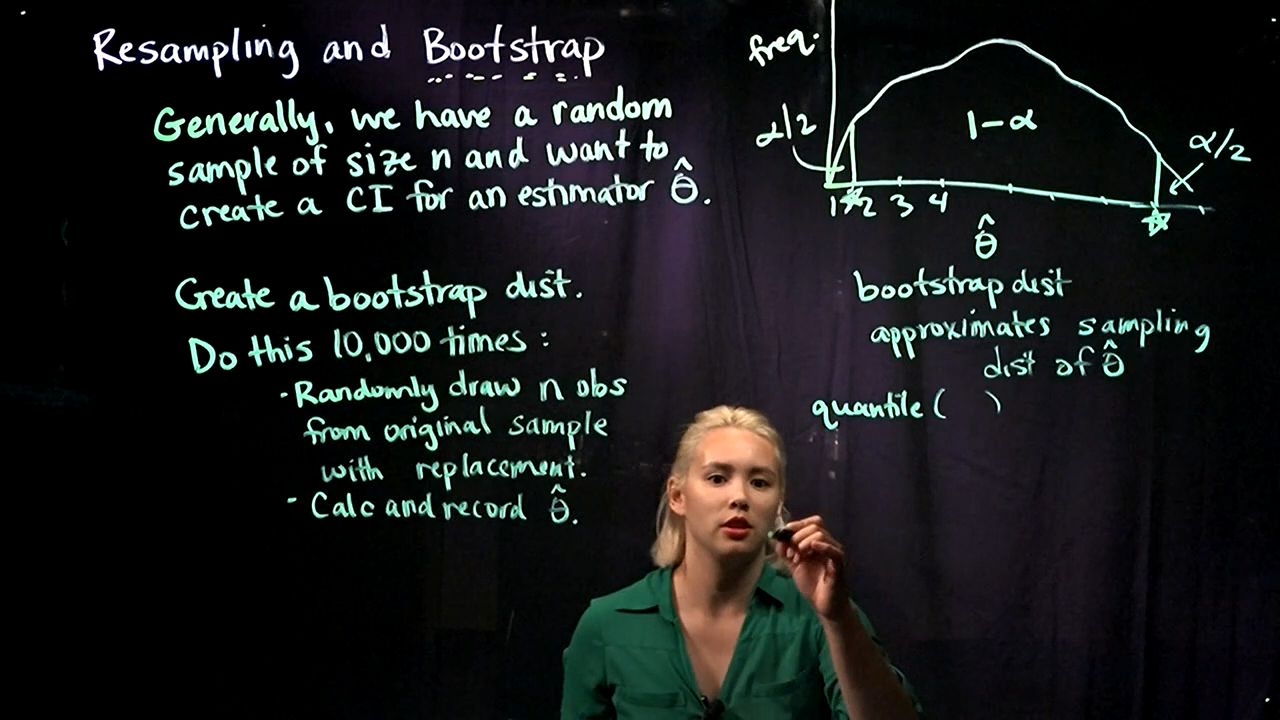 Resampling and Bootstrap
Generally, we have a random
sample of size n and want to
create a CI for an estimator θ̂.
Create a bootstrap dist.
Do this 10,000 times:
- Randomly draw n obs
from original sample
with replacement.
- Calc and record θ̂.
freq.
α/2
1-α
α/2
1 2 3 4
θ̂
bootstrap dist
approximates sampling
dist of θ̂
quantile( )